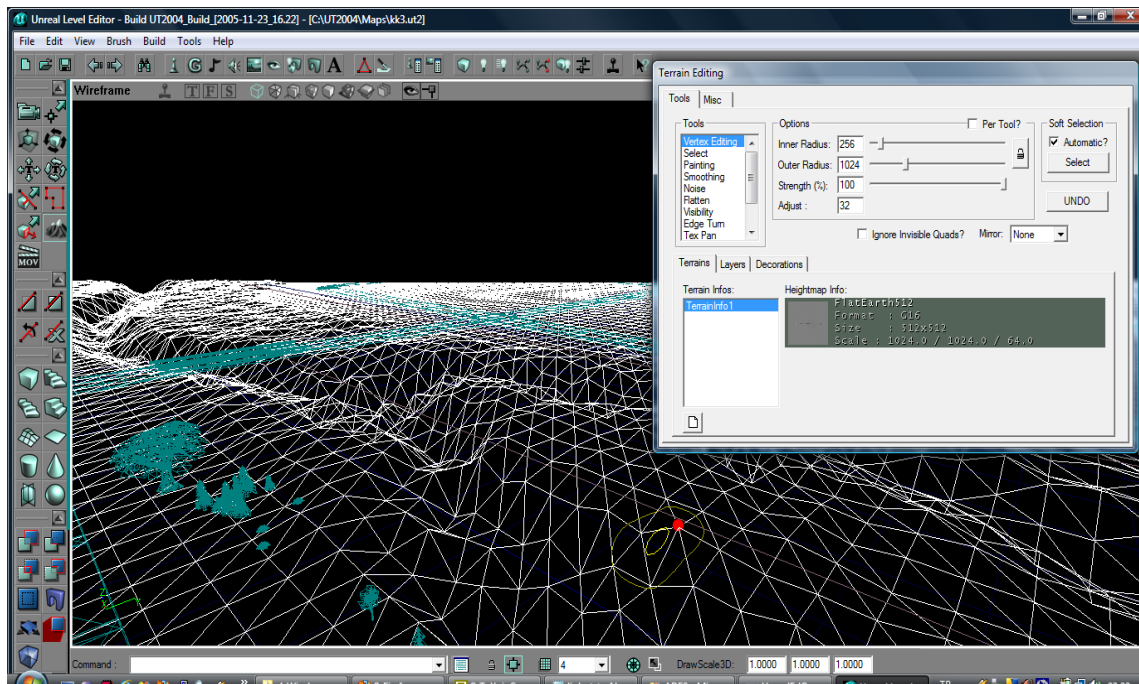 Unreal Level Editor - Build UT2004_Build_[2005-11-23_16.22] - [C:\UT2004\Maps\kk3.ut2]
File Edit View Brush Build Tools Help
Wireframe
T F S
MOV
Terrain Editing
Tools Misc
Tools
Vertex Editing
Select
Painting
Smoothing
Noise
Flatten
Visibility
Edge Turn
Tex Pan
Options
Per Tool?
Inner Radius: 256
Outer Radius: 1024
Strength (%): 100
Adjust : 32
Soft Selection
Automatic?
Select
UNDO
Ignore Invisible Quads? Mirror: None
Terrains Layers Decorations
Terrain Infos:
TerrainInfo1
Heightmap Info:
FlatEarth512
Format : G16
Size : 512x512
Scale : 1024.0 / 1024.0 / 64.0
Z
X
Command :
4
DrawScale3D: 1.0000 1.0000 1.0000